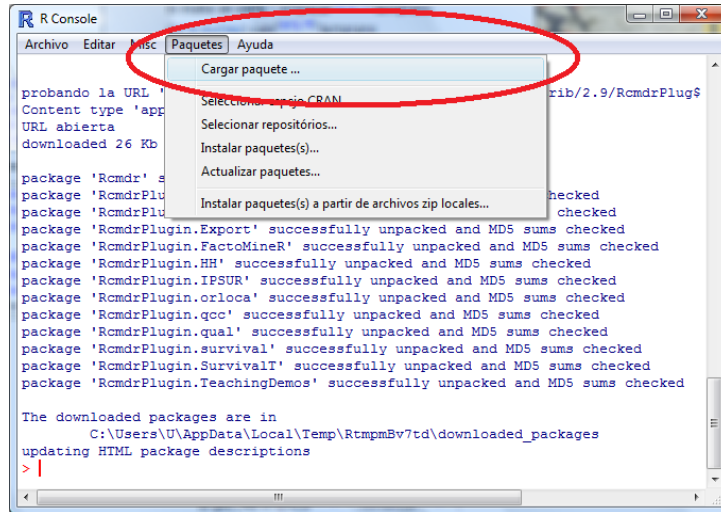 R Console
Archivo Editar Misc Paquetes Ayuda
Cargar paquete ...
Seleccionar espejo CRAN
Selecionar repositórios...
Instalar paquetes(s)...
Actualizar paquetes...
Instalar paquetes(s) a partir de archivos zip locales...
probando la URL ' rib/2.9/RcmdrPlug$
Content type 'app
URL abierta
downloaded 26 Kb
package 'Rcmdr' s
package 'RcmdrPlu hecked
package 'RcmdrPlu checked
package 'RcmdrPlugin.Export' successfully unpacked and MD5 sums checked
package 'RcmdrPlugin.FactoMineR' successfully unpacked and MD5 sums checked
package 'RcmdrPlugin.HH' successfully unpacked and MD5 sums checked
package 'RcmdrPlugin.IPSUR' successfully unpacked and MD5 sums checked
package 'RcmdrPlugin.orloca' successfully unpacked and MD5 sums checked
package 'RcmdrPlugin.qcc' successfully unpacked and MD5 sums checked
package 'RcmdrPlugin.qual' successfully unpacked and MD5 sums checked
package 'RcmdrPlugin.survival' successfully unpacked and MD5 sums checked
package 'RcmdrPlugin.SurvivalT' successfully unpacked and MD5 sums checked
package 'RcmdrPlugin.TeachingDemos' successfully unpacked and MD5 sums checked
The downloaded packages are in
C:\Users\U\AppData\Local\Temp\RtmpmBv7td\downloaded_packages
updating HTML package descriptions
>